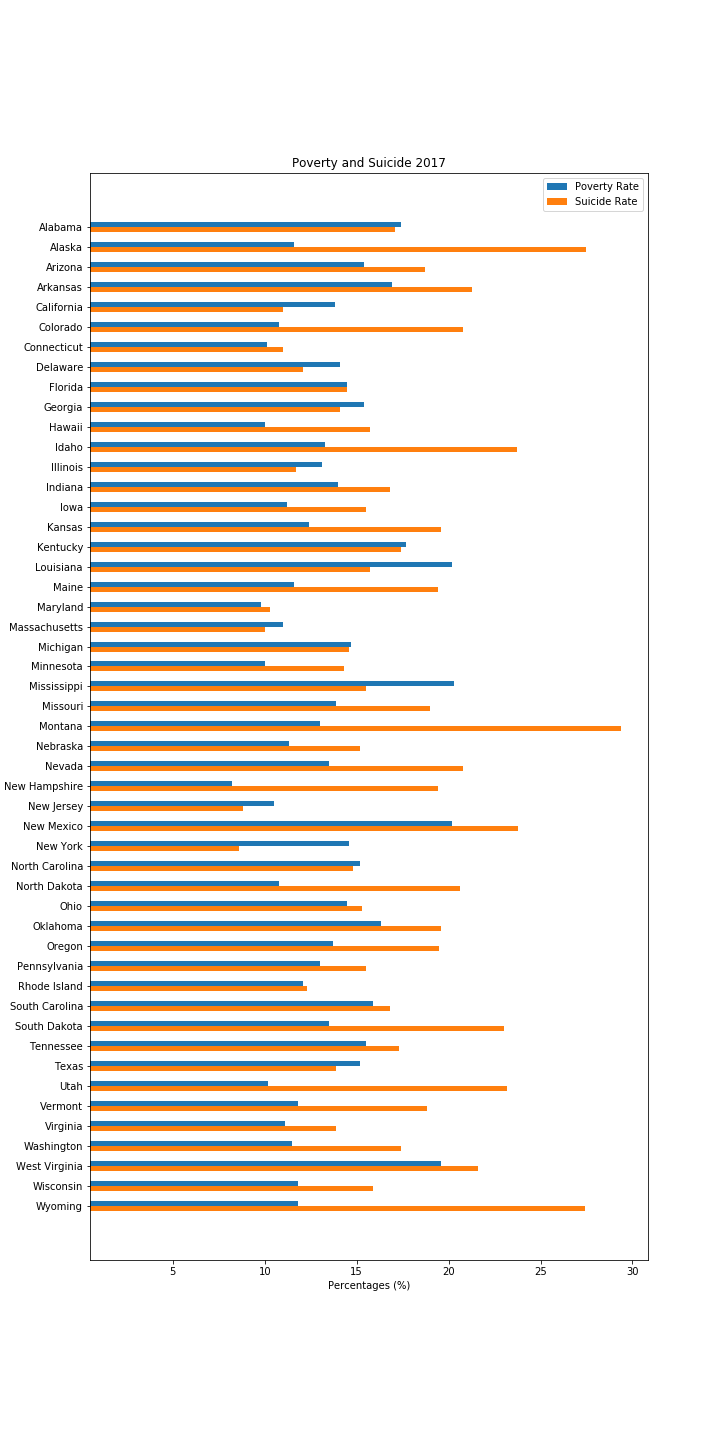 Poverty and Suicide 2017
Poverty Rate
Suicide Rate
Alabama
Alaska
Arizona
Arkansas
California
Colorado
Connecticut
Delaware
Florida
Georgia
Hawaii
Idaho
Illinois
Indiana
Iowa
Kansas
Kentucky
Louisiana
Maine
Maryland
Massachusetts
Michigan
Minnesota
Mississippi
Missouri
Montana
Nebraska
Nevada
New Hampshire
New Jersey
New Mexico
New York
North Carolina
North Dakota
Ohio
Oklahoma
Oregon
Pennsylvania
Rhode Island
South Carolina
South Dakota
Tennessee
Texas
Utah
Vermont
Virginia
Washington
West Virginia
Wisconsin
Wyoming
5 10 15 20 25 30
Percentages (%)